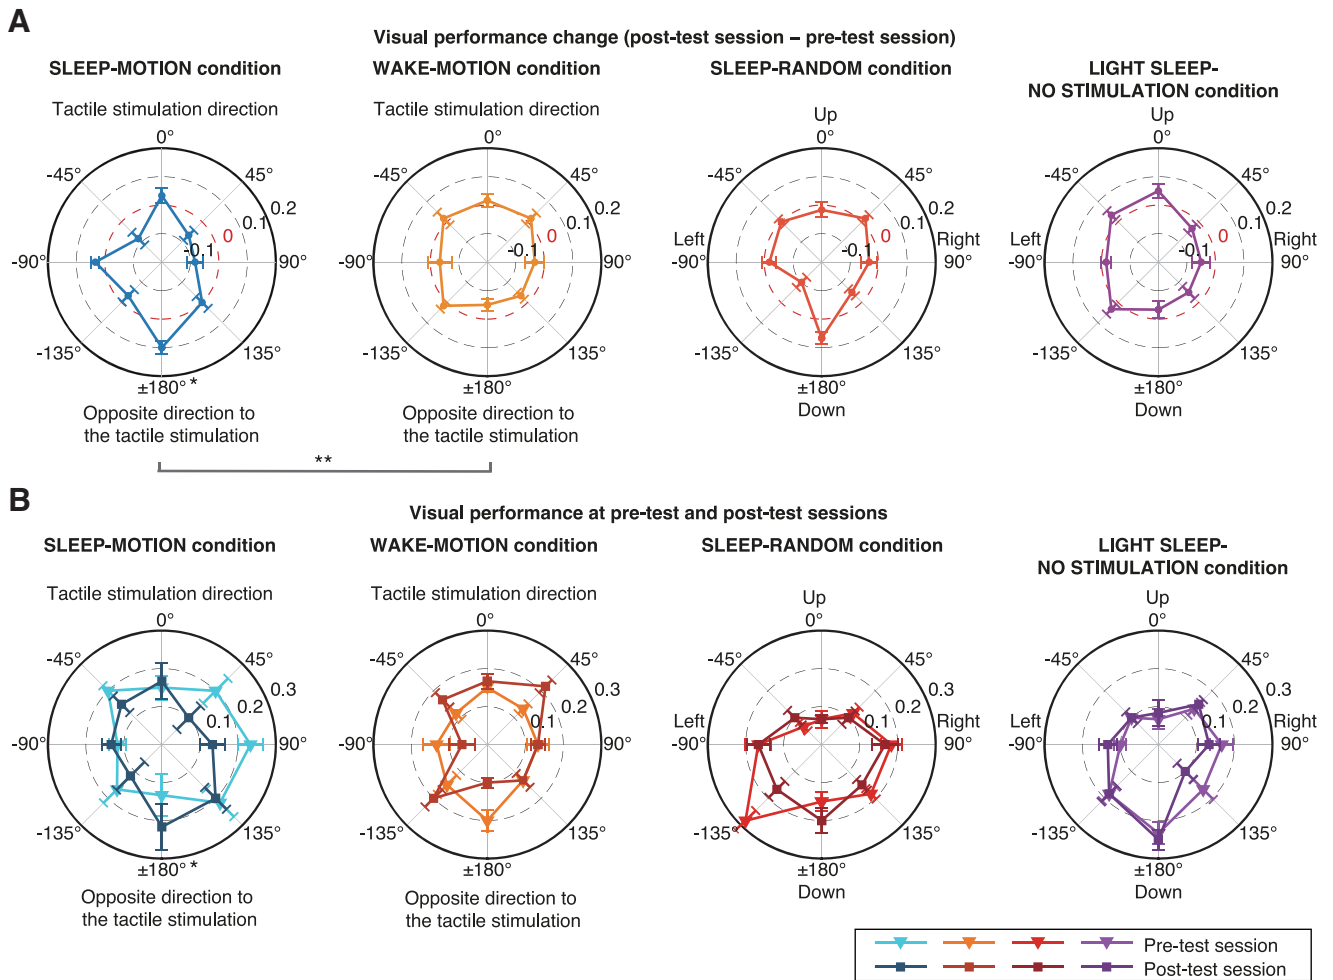 A
Visual performance change (post-test session – pre-test session)
SLEEP-MOTION condition
Tactile stimulation direction
0°
-45°
45°
0.2
0.1
0
-0.1
-90°
90°
-135°
135°
±180° *
Opposite direction to
the tactile stimulation
WAKE-MOTION condition
Tactile stimulation direction
0°
-45°
45°
0.2
0.1
0
-0.1
-90°
90°
-135°
135°
±180°
Opposite direction to
the tactile stimulation
**
SLEEP-RANDOM condition
Up
0°
-45°
45°
0.2
0.1
0
-0.1
Left
-90°
Right
90°
-135°
135°
±180°
Down
LIGHT SLEEP-
NO STIMULATION condition
Up
0°
-45°
45°
0.2
0.1
0
-0.1
Left
-90°
Right
90°
-135°
135°
±180°
Down
B
Visual performance at pre-test and post-test sessions
SLEEP-MOTION condition
Tactile stimulation direction
0°
-45°
45°
0.3
0.2
0.1
-90°
90°
-135°
135°
±180° *
Opposite direction to
the tactile stimulation
WAKE-MOTION condition
Tactile stimulation direction
0°
-45°
45°
0.3
0.2
0.1
-90°
90°
-135°
135°
±180°
Opposite direction to
the tactile stimulation
SLEEP-RANDOM condition
Up
0°
-45°
45°
0.3
0.2
0.1
Left
-90°
Right
90°
-135°
135°
±180°
Down
LIGHT SLEEP-
NO STIMULATION condition
Up
0°
-45°
45°
0.3
0.2
0.1
Left
-90°
Right
90°
-135°
135°
±180°
Down
Pre-test session
Post-test session